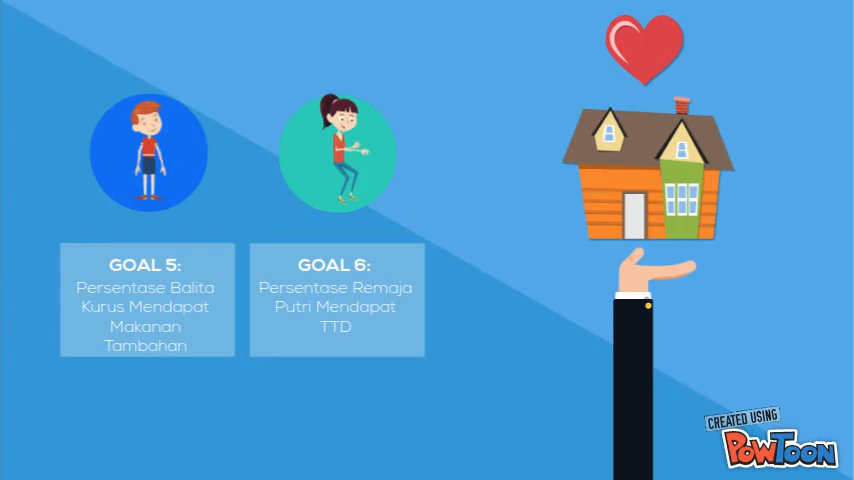 GOAL 5:
Persentase Balita
Kurus Mendapat
Makanan
Tambahan
GOAL 6:
Persentase Remaja
Putri Mendapat
TTD
CREATED USING
POWTOON